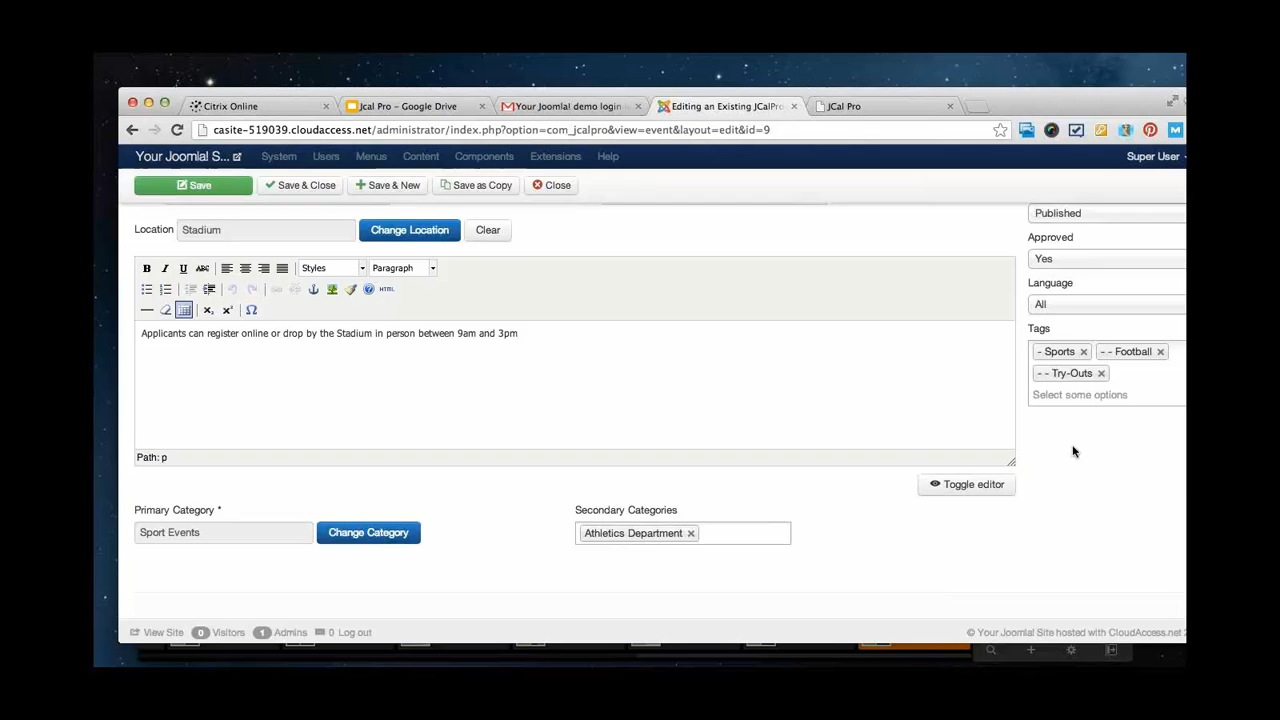 Citrix Online
Jcal Pro – Google Drive
Your Joomla! demo login
Editing an Existing JCalPro
JCal Pro
casite-519039.cloudaccess.net/administrator/index.php?option=com_jcalpro&view=event&layout=edit&id=9
Your Joomla! S...
System
Users
Menus
Content
Components
Extensions
Help
Super User
Save
Save & Close
Save & New
Save as Copy
Close
Location
Stadium
Change Location
Clear
Published
Approved
Yes
Language
All
Tags
- Sports
- - Football
- - Try-Outs
Select some options
B I U ABC
Styles
Paragraph
HTML
Applicants can register online or drop by the Stadium in person between 9am and 3pm
Path: p
Toggle editor
Primary Category *
Sport Events
Change Category
Secondary Categories
Athletics Department
View Site
0 Visitors
1 Admins
0 Log out
© Your Joomla! Site hosted with CloudAccess.net